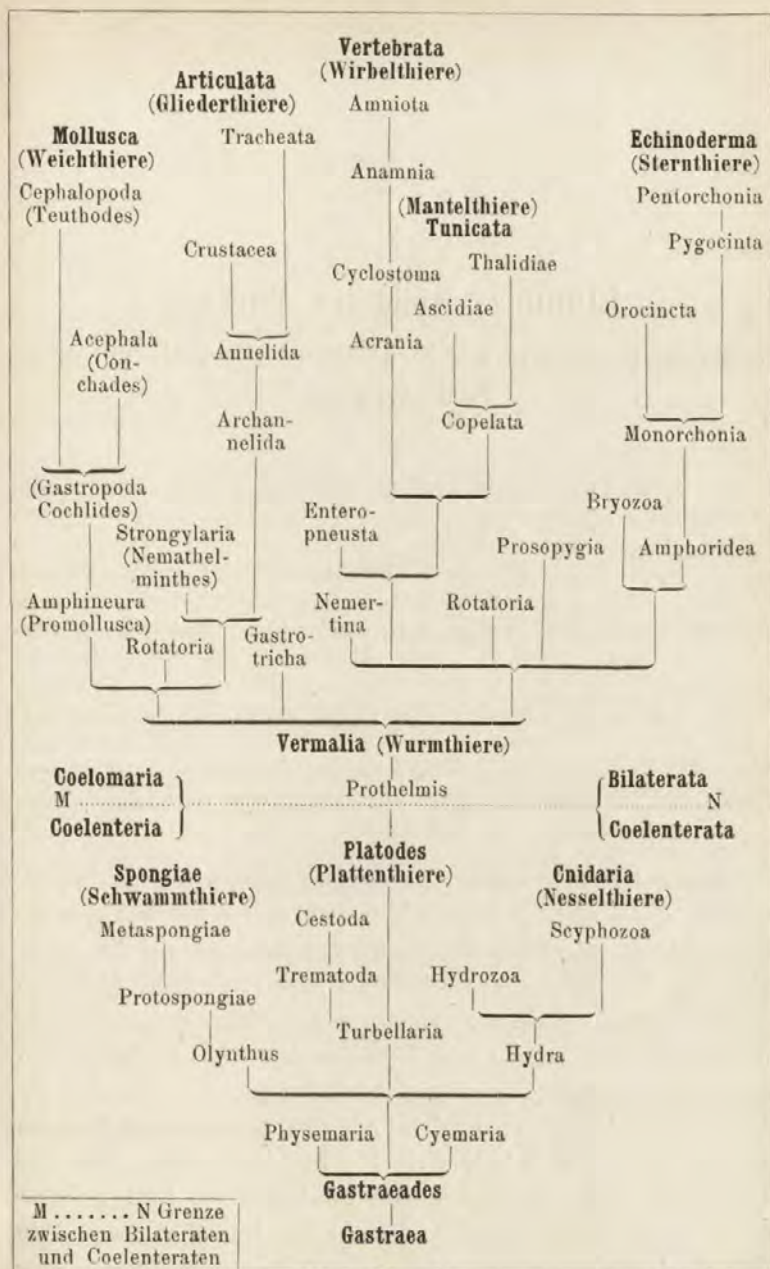 Vertebrata
(Wirbelthiere)
Amniota
Anamnia
Cyclostoma
Acrania
Articulata
(Gliederthiere)
Tracheata
Crustacea
Annelida
Archan-
nelida
Mollusca
(Weichthiere)
Cephalopoda
(Teuthodes)
Acephala
(Con-
chades)
(Gastropoda
Cochlides)
Amphineura
(Promollusca)
Strongylaria
(Nemathel-
minthes)
Rotatoria
Gastro-
tricha
(Mantelthiere)
Tunicata
Thalidiae
Ascidiae
Copelata
Entero-
pneusta
Nemer-
tina
Rotatoria
Prosopygia
Echinoderma
(Sternthiere)
Pentorchonia
Pygocinta
Orocincta
Monorchonia
Bryozoa
Amphoridea
Vermalia (Wurmthiere)
Prothelmis
Coelomaria
M
Coelenteria
Bilaterata
N
Coelenterata
Platodes
(Plattenthiere)
Cestoda
Trematoda
Turbellaria
Spongiae
(Schwammthiere)
Metaspongiae
Protospongiae
Olynthus
Cnidaria
(Nesselthiere)
Scyphozoa
Hydrozoa
Hydra
Physemaria
Cyemaria
Gastraeades
Gastraea
M ....... N Grenze
zwischen Bilateraten
und Coelenteraten